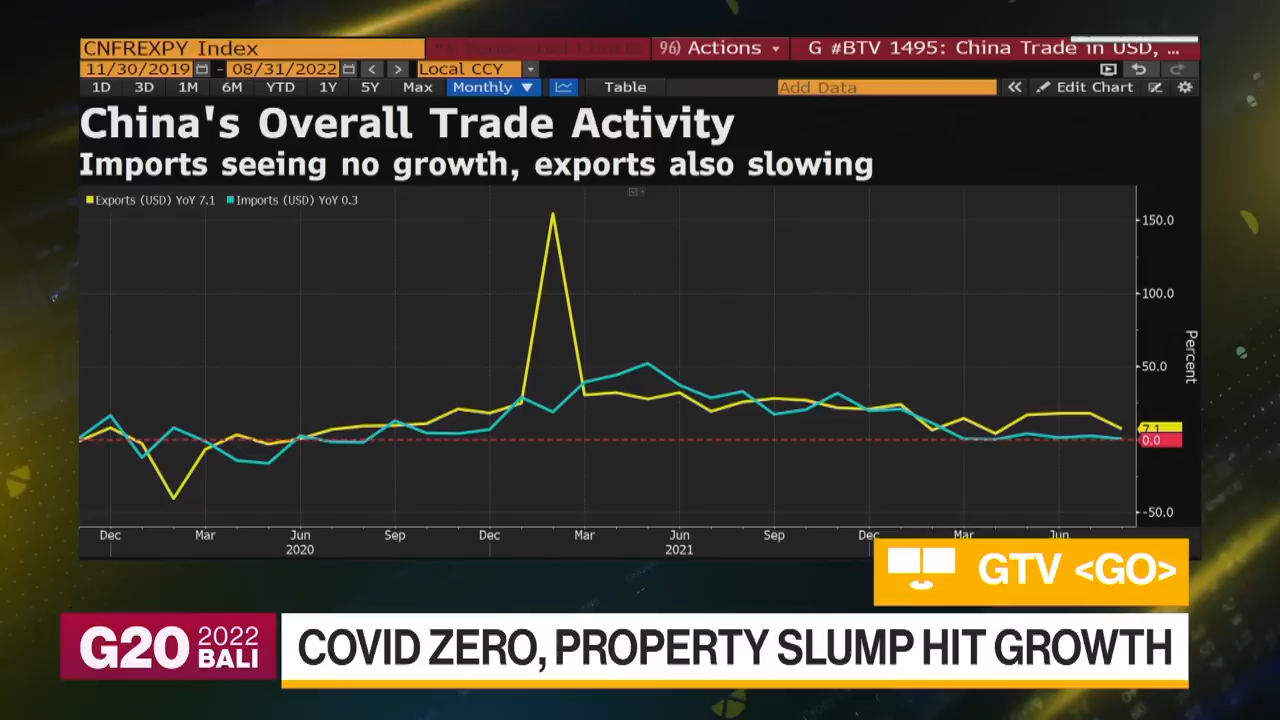 CNFREXPY Index
96) Actions
G #BTV 1495: China Trade in USD, ...
11/30/2019 - 08/31/2022 < > Local CCY
1D 3D 1M 6M YTD 1Y 5Y Max Monthly ▼ Table Add Data « Edit Chart
China's Overall Trade Activity
Imports seeing no growth, exports also slowing
Exports (USD) YoY 7.1 Imports (USD) YoY 0.3
150.0
100.0
50.0
Percent
7.1
0.0
-50.0
Dec Mar Jun Sep Dec Mar Jun Sep Dec Mar Jun
2020 2021
GTV <GO>
G20 2022 BALI
COVID ZERO, PROPERTY SLUMP HIT GROWTH